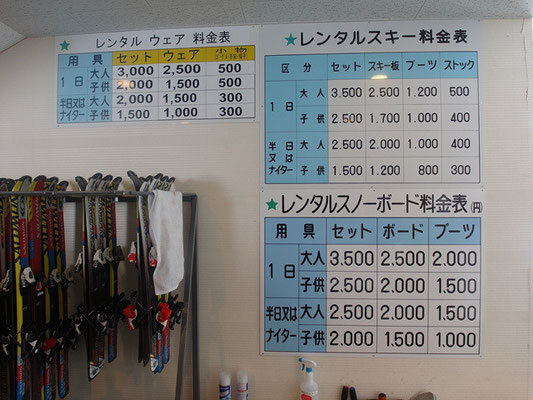 ★ レンタル ウェア 料金表
用具 セット ウェア 小物
1日 大人 3,000 2,500 500
子供 2,000 1,500 500
半日又は 大人 2,000 1,500 300
ナイター 子供 1,500 1,000 300
★ レンタルスキー料金表
区分 セット スキー板 ブーツ ストック
1日 大人 3.500 2.500 1.200 500
子供 2.500 1.700 1.000 400
半日又は 大人 2.500 2.000 1.000 400
ナイター 子供 1.500 1.200 800 300
★ レンタルスノーボード料金表(円)
用具 セット ボード ブーツ
1日 大人 3.500 2.500 2.000
子供 2.500 2.000 1.500
半日又は 大人 2.500 2.000 1.500
ナイター 子供 2.000 1.500 1.000